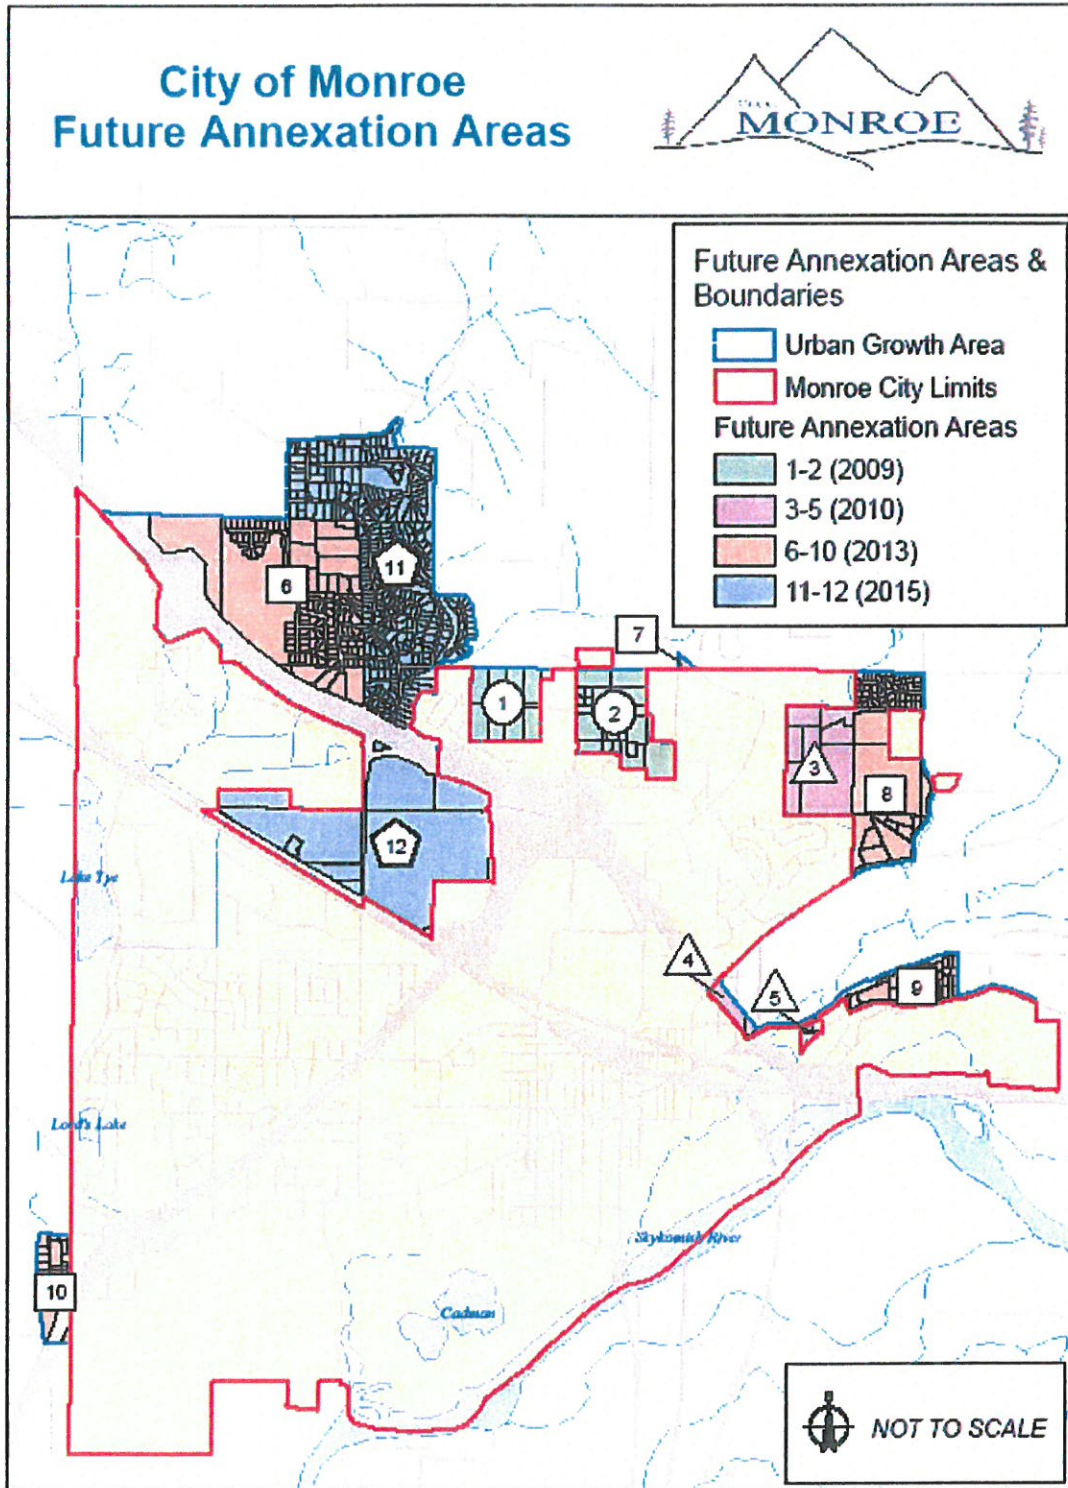 City of Monroe
Future Annexation Areas
MONROE
Future Annexation Areas &
Boundaries
Urban Growth Area
Monroe City Limits
Future Annexation Areas
1-2 (2009)
3-5 (2010)
6-10 (2013)
11-12 (2015)
11
6
7
1
2
3
8
12
Lake Tye
4
5
9
Lord's Lake
Skykomish River
10
Cadman
NOT TO SCALE